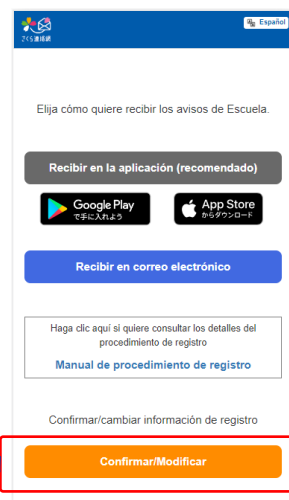 さくら連絡網
Español
Elija cómo quiere recibir los avisos de Escuela.
Recibir en la aplicación (recomendado)
Google Play
で手に入れよう
App Store
からダウンロード
Recibir en correo electrónico
Haga clic aquí si quiere consultar los detalles del
procedimiento de registro
Manual de procedimiento de registro
Confirmar/cambiar información de registro
Confirmar/Modificar